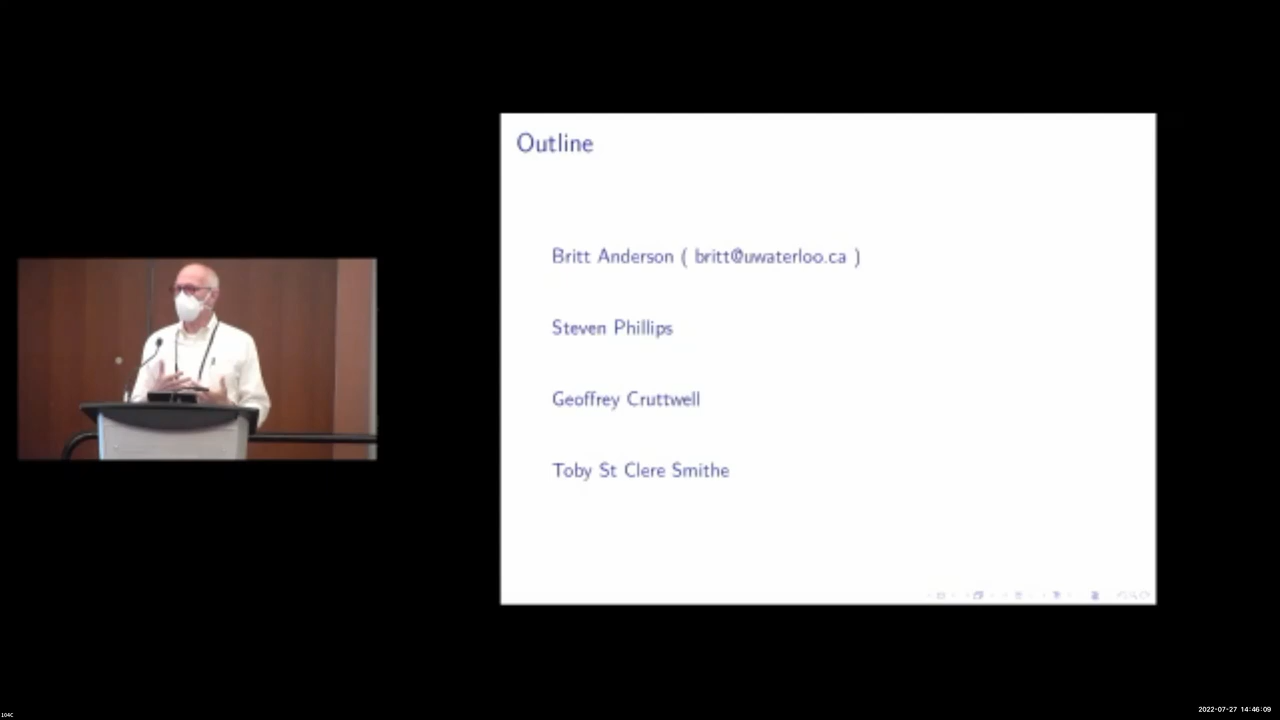 Outline
Britt Anderson ( britt@uwaterloo.ca )
Steven Phillips
Geoffrey Cruttwell
Toby St Clere Smithe
104C
2022-07-27 14:46:09